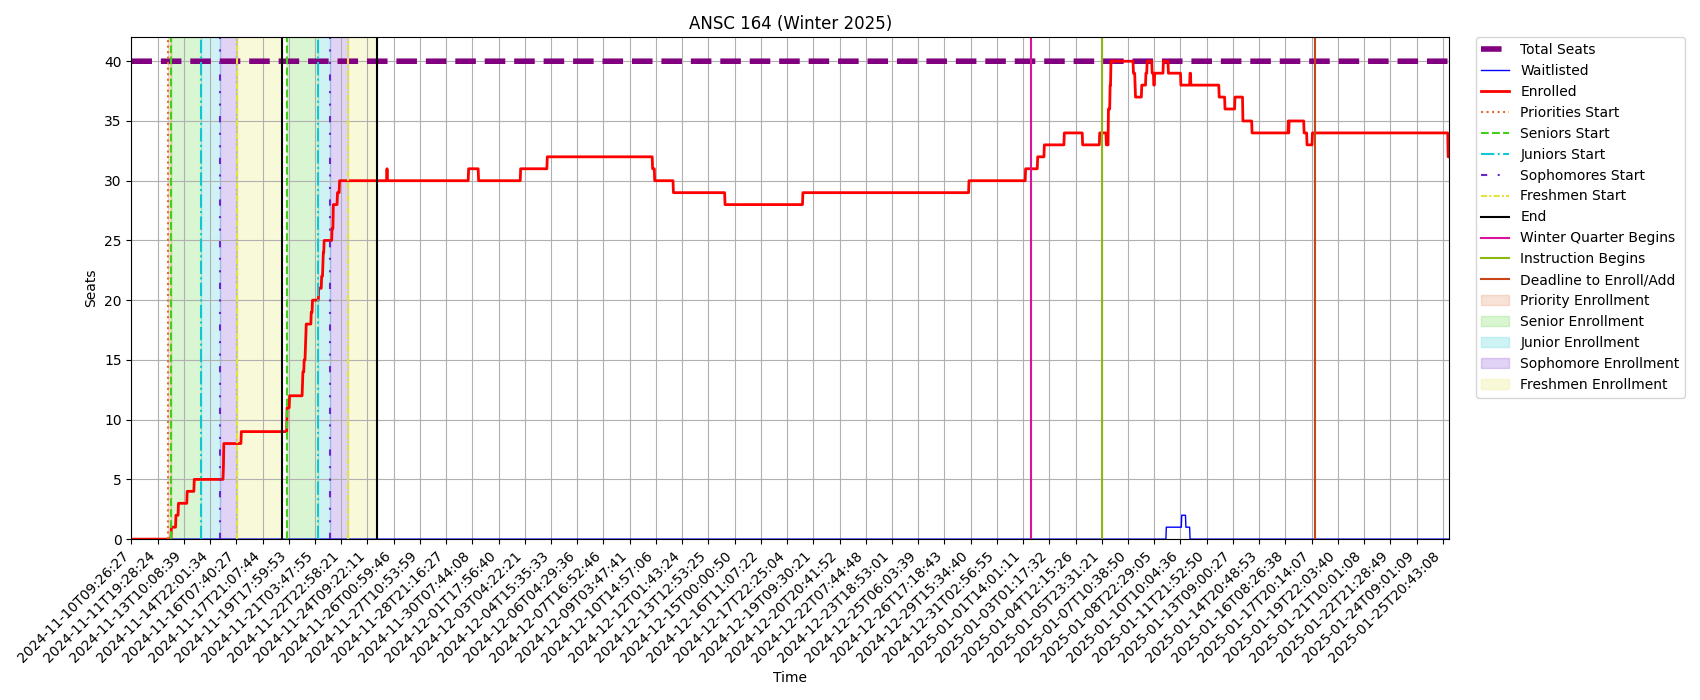 ANSC 164 (Winter 2025)
Seats
40
35
30
25
20
15
10
5
0
2024-11-10T09:26:27
2024-11-11T19:28:24
2024-11-13T10:08:39
2024-11-14T22:01:34
2024-11-16T07:40:27
2024-11-17T21:07:44
2024-11-19T17:59:53
2024-11-21T03:47:55
2024-11-22T22:58:21
2024-11-24T09:22:11
2024-11-26T00:59:46
2024-11-27T10:53:59
2024-11-28T21:16:27
2024-11-30T07:44:08
2024-12-01T17:56:40
2024-12-03T04:22:21
2024-12-04T15:35:33
2024-12-06T04:29:36
2024-12-07T16:52:46
2024-12-09T03:47:41
2024-12-10T14:57:06
2024-12-12T01:43:24
2024-12-13T12:53:25
2024-12-15T00:00:50
2024-12-16T11:07:22
2024-12-17T22:25:04
2024-12-19T09:30:21
2024-12-20T20:41:52
2024-12-22T07:44:48
2024-12-23T18:53:01
2024-12-25T06:03:39
2024-12-26T17:18:43
2024-12-29T15:34:40
2024-12-31T02:56:55
2025-01-01T14:01:11
2025-01-03T01:17:32
2025-01-04T12:15:26
2025-01-05T23:31:21
2025-01-07T10:38:50
2025-01-08T22:29:05
2025-01-10T10:04:36
2025-01-11T21:52:50
2025-01-13T09:00:27
2025-01-14T20:48:53
2025-01-16T08:26:38
2025-01-17T20:14:07
2025-01-19T22:03:40
2025-01-21T10:01:08
2025-01-22T21:28:49
2025-01-24T09:01:09
2025-01-25T20:43:08
Time
Total Seats
Waitlisted
Enrolled
Priorities Start
Seniors Start
Juniors Start
Sophomores Start
Freshmen Start
End
Winter Quarter Begins
Instruction Begins
Deadline to Enroll/Add
Priority Enrollment
Senior Enrollment
Junior Enrollment
Sophomore Enrollment
Freshmen Enrollment